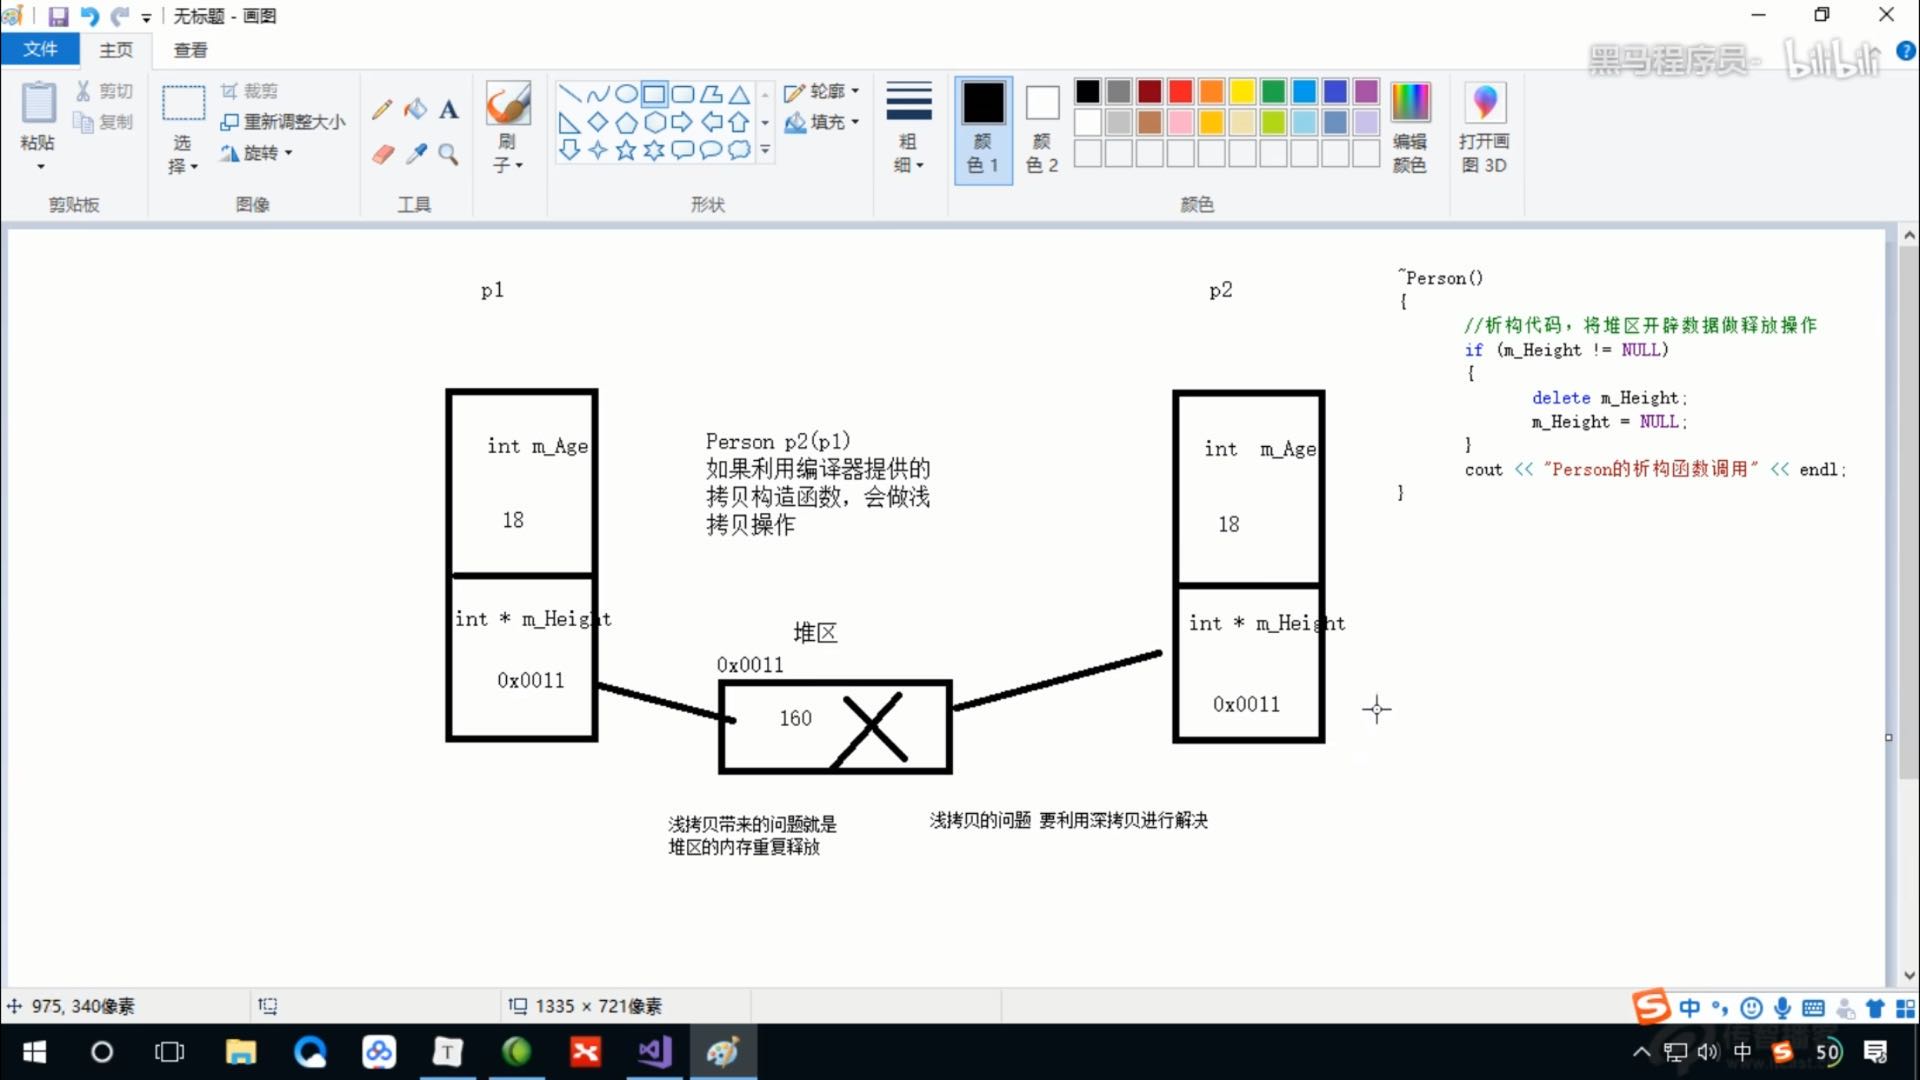 无标题 - 画图
文件
主页
查看
黑马程序员-
bilibili
粘贴
剪切
复制
剪贴板
选择
裁剪
重新调整大小
旋转
图像
A
工具
刷子
形状
轮廓
填充
粗细
颜色 1
颜色 2
颜色
编辑颜色
打开画图 3D
p1
int m_Age
18
int * m_Height
0x0011
Person p2(p1)
如果利用编译器提供的
拷贝构造函数，会做浅
拷贝操作
堆区
0x0011
160
浅拷贝带来的问题就是
堆区的内存重复释放
浅拷贝的问题 要利用深拷贝进行解决
p2
int  m_Age
18
int * m_Height
0x0011
~Person()
{
//析构代码，将堆区开辟数据做释放操作
if (m_Height != NULL)
{
delete m_Height;
m_Height = NULL;
}
cout << "Person的析构函数调用" << endl;
}
975, 340像素
1335 × 721像素
中
T
中
50